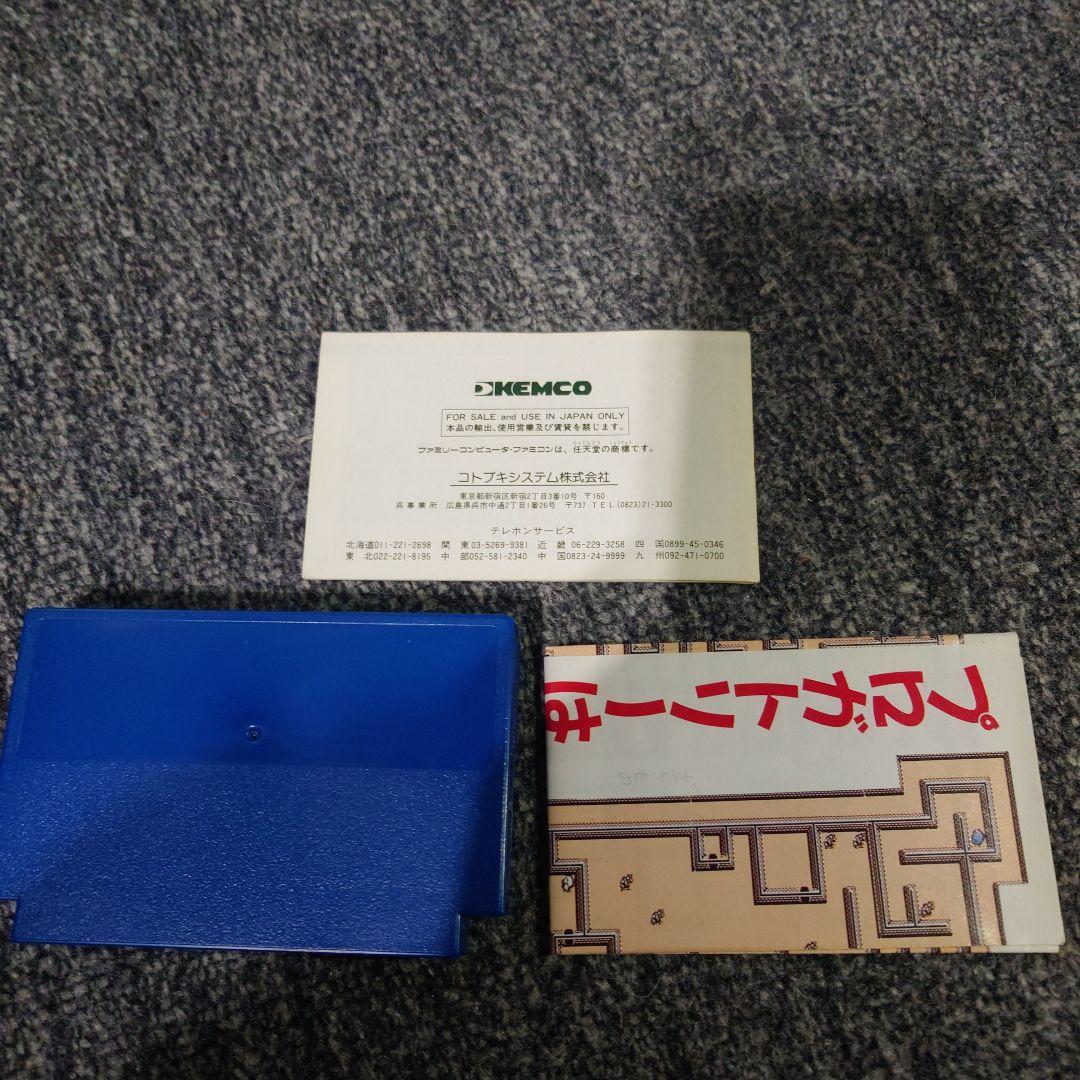 KEMCO
FOR SALE and USE IN JAPAN ONLY
本品の輸出、使用営業及び賃貸を禁じます。
ファミリーコンピュータ・ファミコンは、任天堂の商標です。
コトブキシステム株式会社
東京都新宿区新宿2丁目3番10号 〒160
呉事業所 広島県呉市中通2丁目1番26号 〒737 TEL(0823)21-3300
テレホンサービス
北海道011-221-2698 関 東03-5269-9381 近 畿06-229-3258 四 国0899-45-0346
東 北022-221-8195 中 部052-581-2340 中 国0823-24-9999 九 州092-471-0700